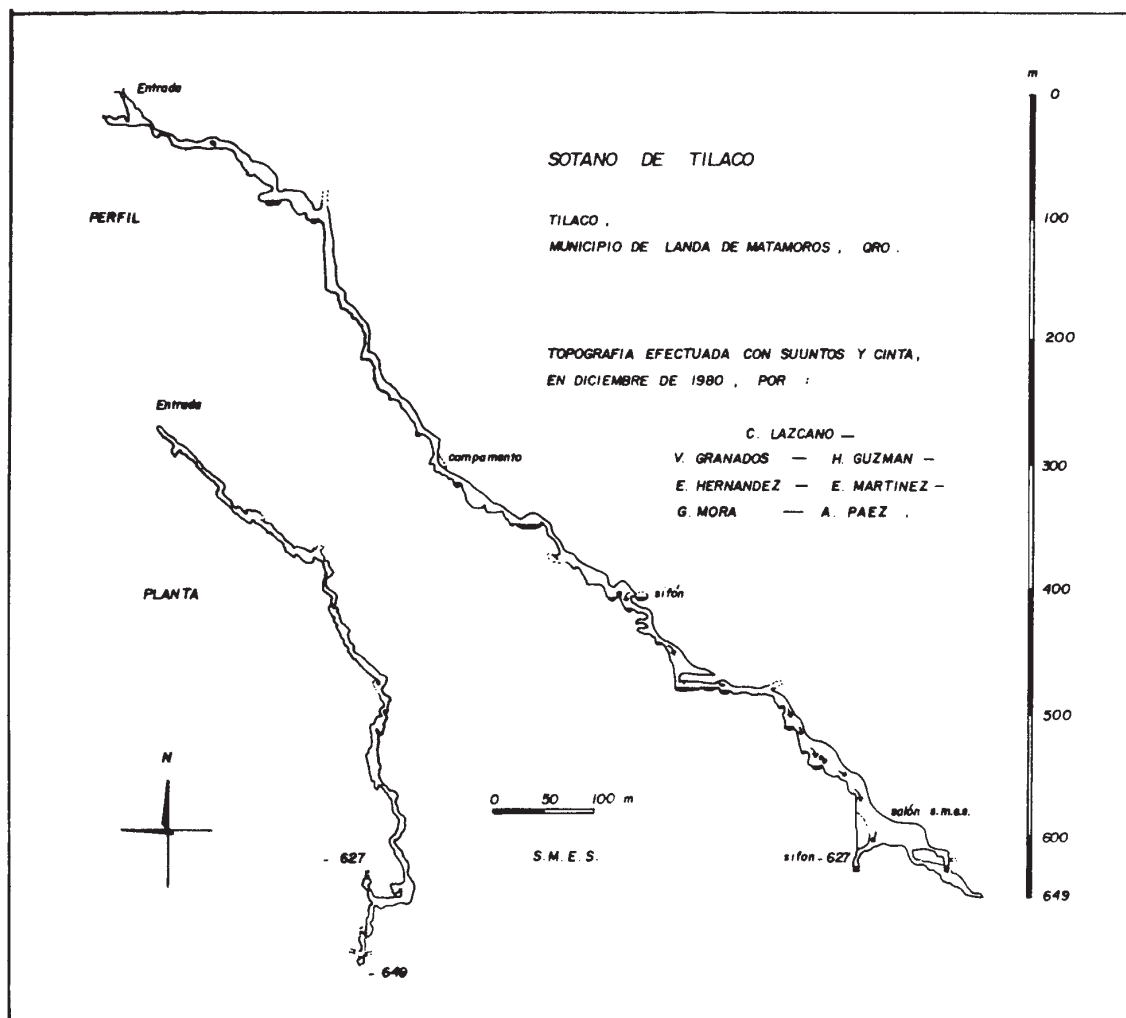 Entrada
PERFIL
SOTANO DE TILACO
TILACO ,
MUNICIPIO DE LANDA DE MATAMOROS , QRO .
TOPOGRAFIA EFECTUADA CON SUUNTOS Y CINTA,
EN DICIEMBRE DE 1980 , POR :
C. LAZCANO —
V. GRANADOS — H. GUZMAN –
E. HERNANDEZ — E. MARTINEZ –
G. MORA — A. PAEZ .
m
0
100
200
300
400
500
600
649
campamento
sifón
salón s.m.e.s.
sifon - 627
Entrada
PLANTA
N
- 627
- 649
0 50 100 m
S.M.E.S.